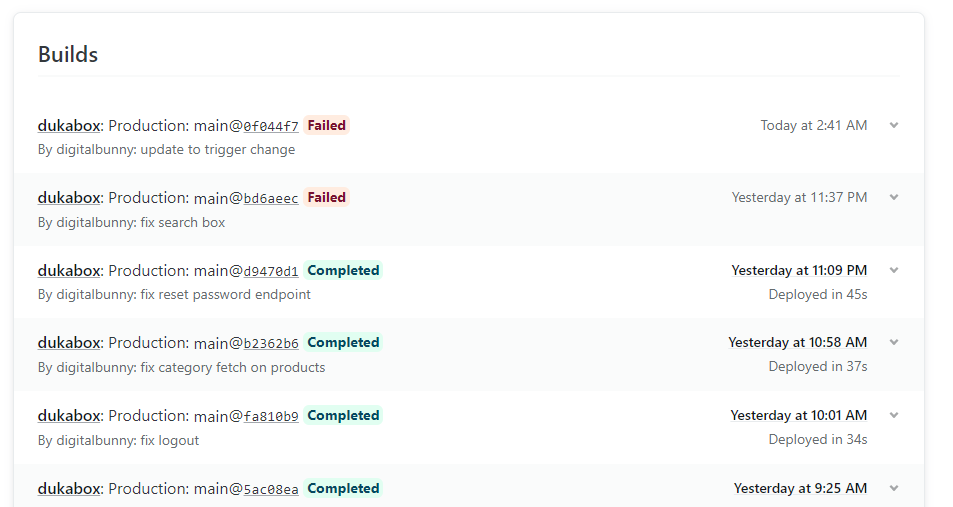 Builds
dukabox: Production: main@0f044f7 Failed Today at 2:41 AM
By digitalbunny: update to trigger change
dukabox: Production: main@bd6aeec Failed Yesterday at 11:37 PM
By digitalbunny: fix search box
dukabox: Production: main@d9470d1 Completed Yesterday at 11:09 PM
By digitalbunny: fix reset password endpoint Deployed in 45s
dukabox: Production: main@b2362b6 Completed Yesterday at 10:58 AM
By digitalbunny: fix category fetch on products Deployed in 37s
dukabox: Production: main@fa810b9 Completed Yesterday at 10:01 AM
By digitalbunny: fix logout Deployed in 34s
dukabox: Production: main@5ac08ea Completed Yesterday at 9:25 AM